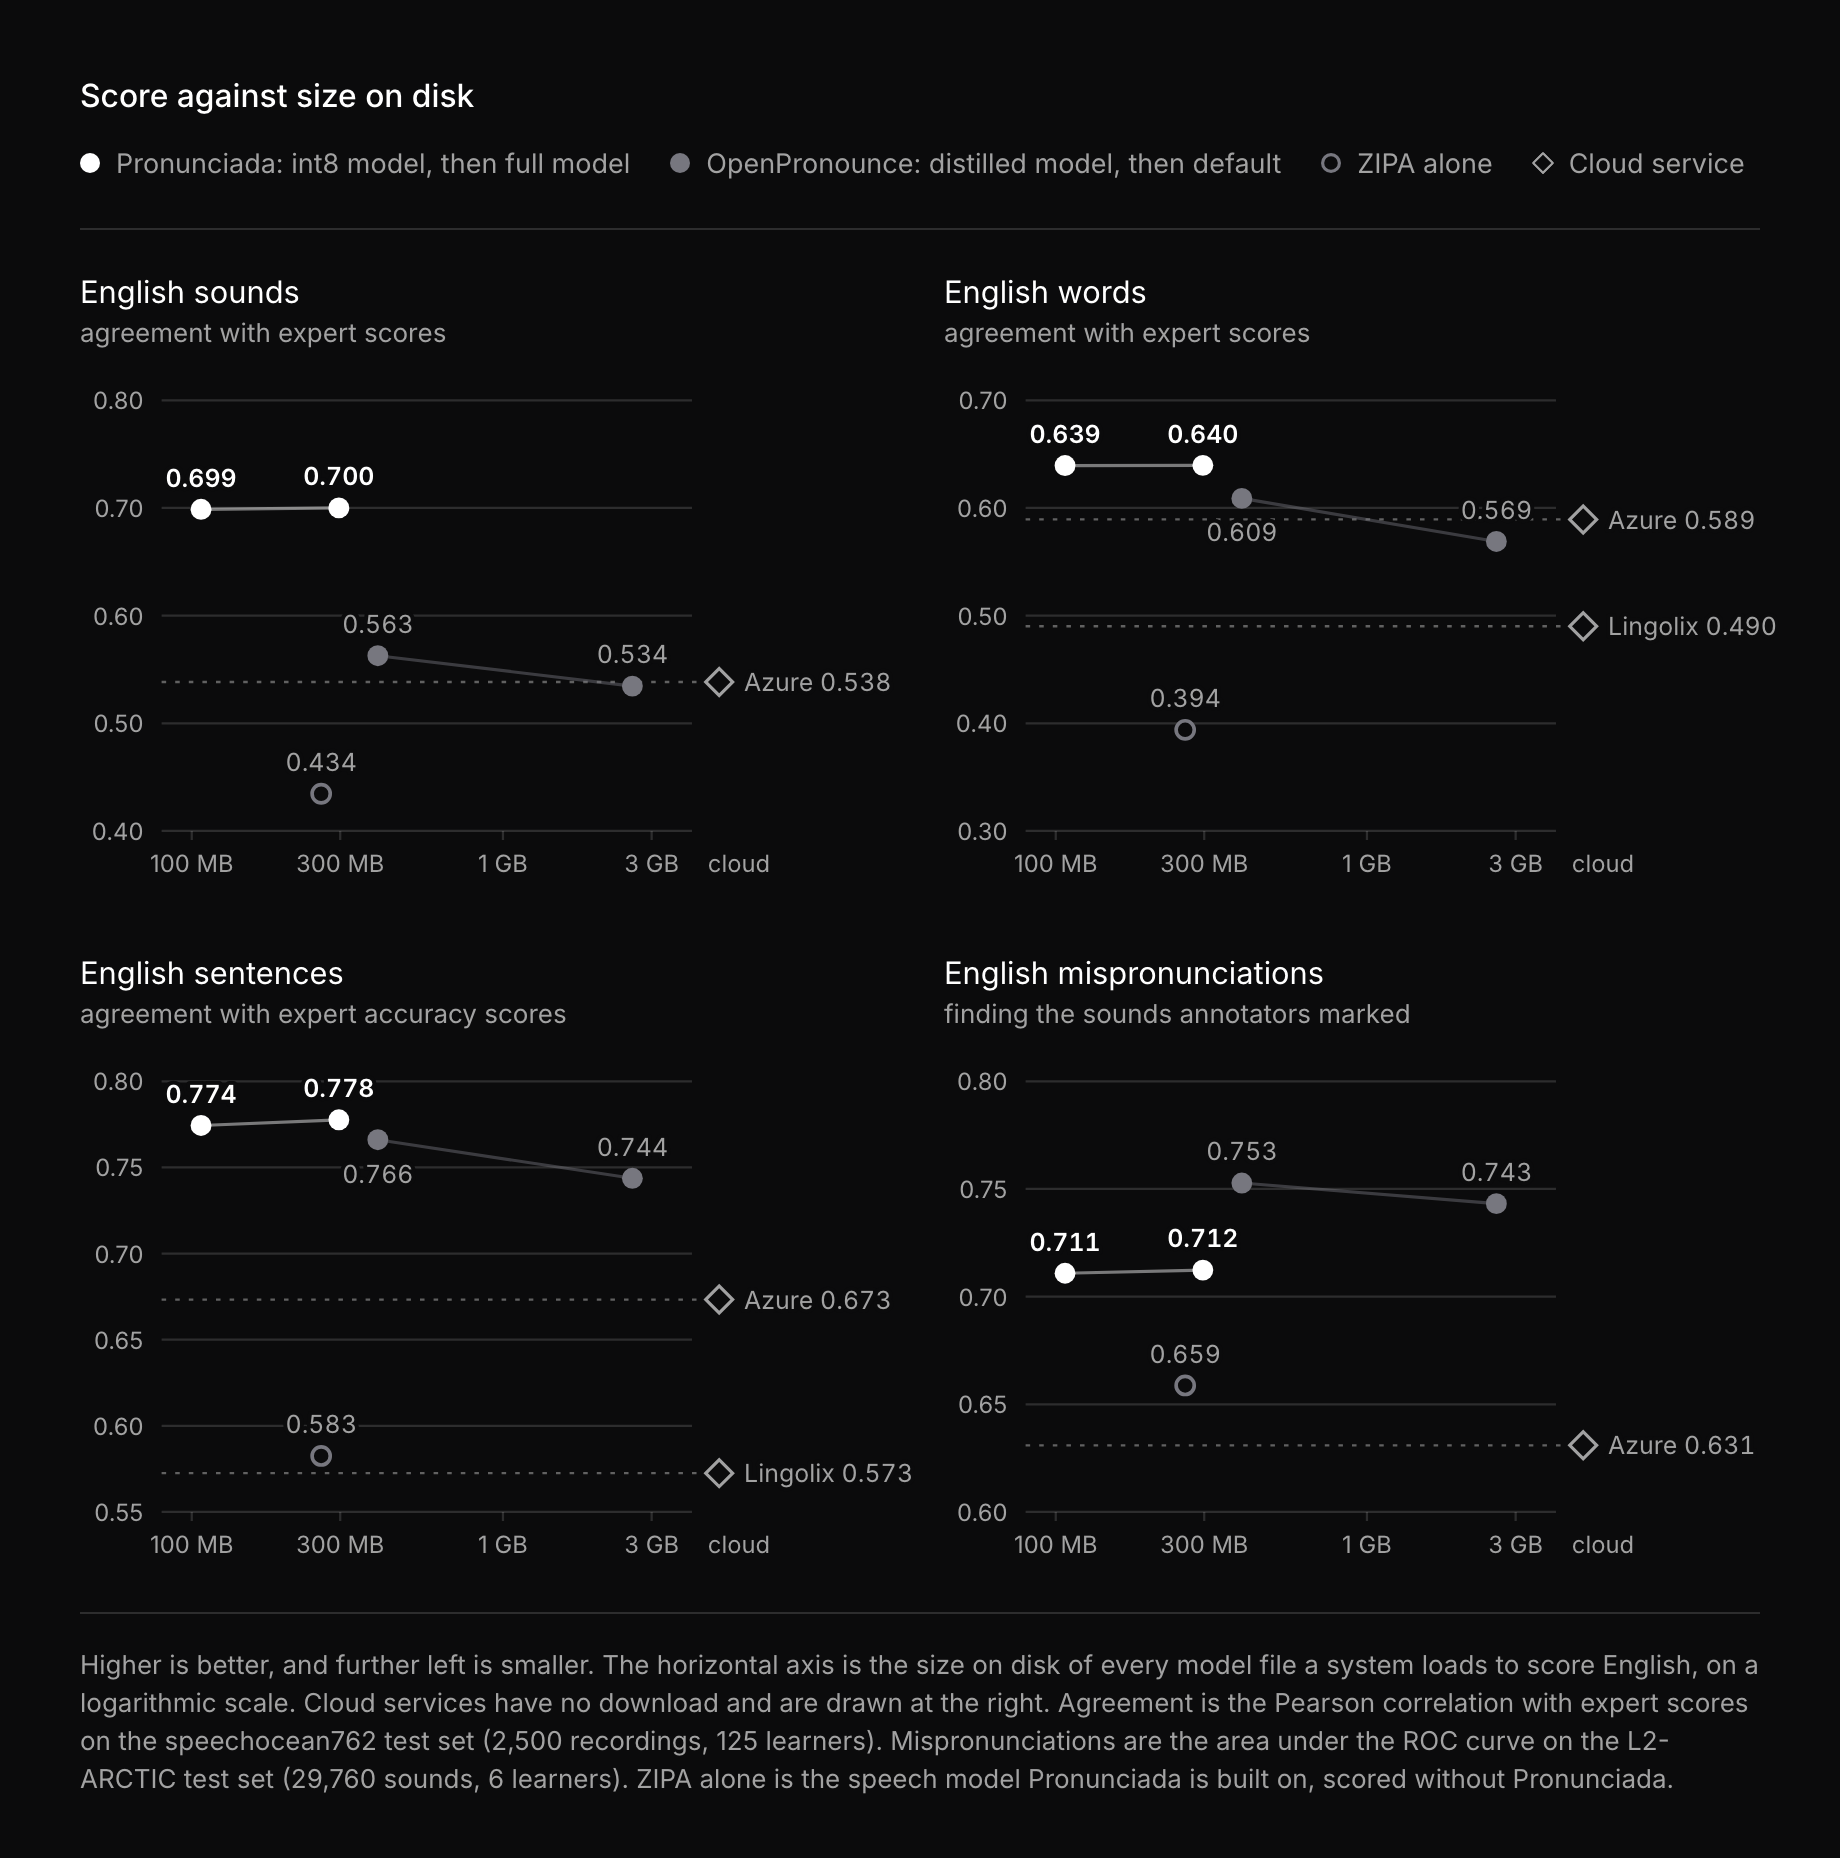 Score against size on disk
Pronunciada: int8 model, then full model
OpenPronounce: distilled model, then default
ZIPA alone
Cloud service
English sounds
agreement with expert scores
0.80
0.70
0.60
0.50
0.40
0.699
0.700
0.563
0.534
0.434
Azure 0.538
100 MB
300 MB
1 GB
3 GB
cloud
English words
agreement with expert scores
0.70
0.60
0.50
0.40
0.30
0.639
0.640
0.609
0.569
0.394
Azure 0.589
Lingolix 0.490
100 MB
300 MB
1 GB
3 GB
cloud
English sentences
agreement with expert accuracy scores
0.80
0.75
0.70
0.65
0.60
0.55
0.774
0.778
0.766
0.744
0.583
Azure 0.673
Lingolix 0.573
100 MB
300 MB
1 GB
3 GB
cloud
English mispronunciations
finding the sounds annotators marked
0.80
0.75
0.70
0.65
0.60
0.753
0.743
0.711
0.712
0.659
Azure 0.631
100 MB
300 MB
1 GB
3 GB
cloud
Higher is better, and further left is smaller. The horizontal axis is the size on disk of every model file a system loads to score English, on a
logarithmic scale. Cloud services have no download and are drawn at the right. Agreement is the Pearson correlation with expert scores
on the speechocean762 test set (2,500 recordings, 125 learners). Mispronunciations are the area under the ROC curve on the L2-
ARCTIC test set (29,760 sounds, 6 learners). ZIPA alone is the speech model Pronunciada is built on, scored without Pronunciada.